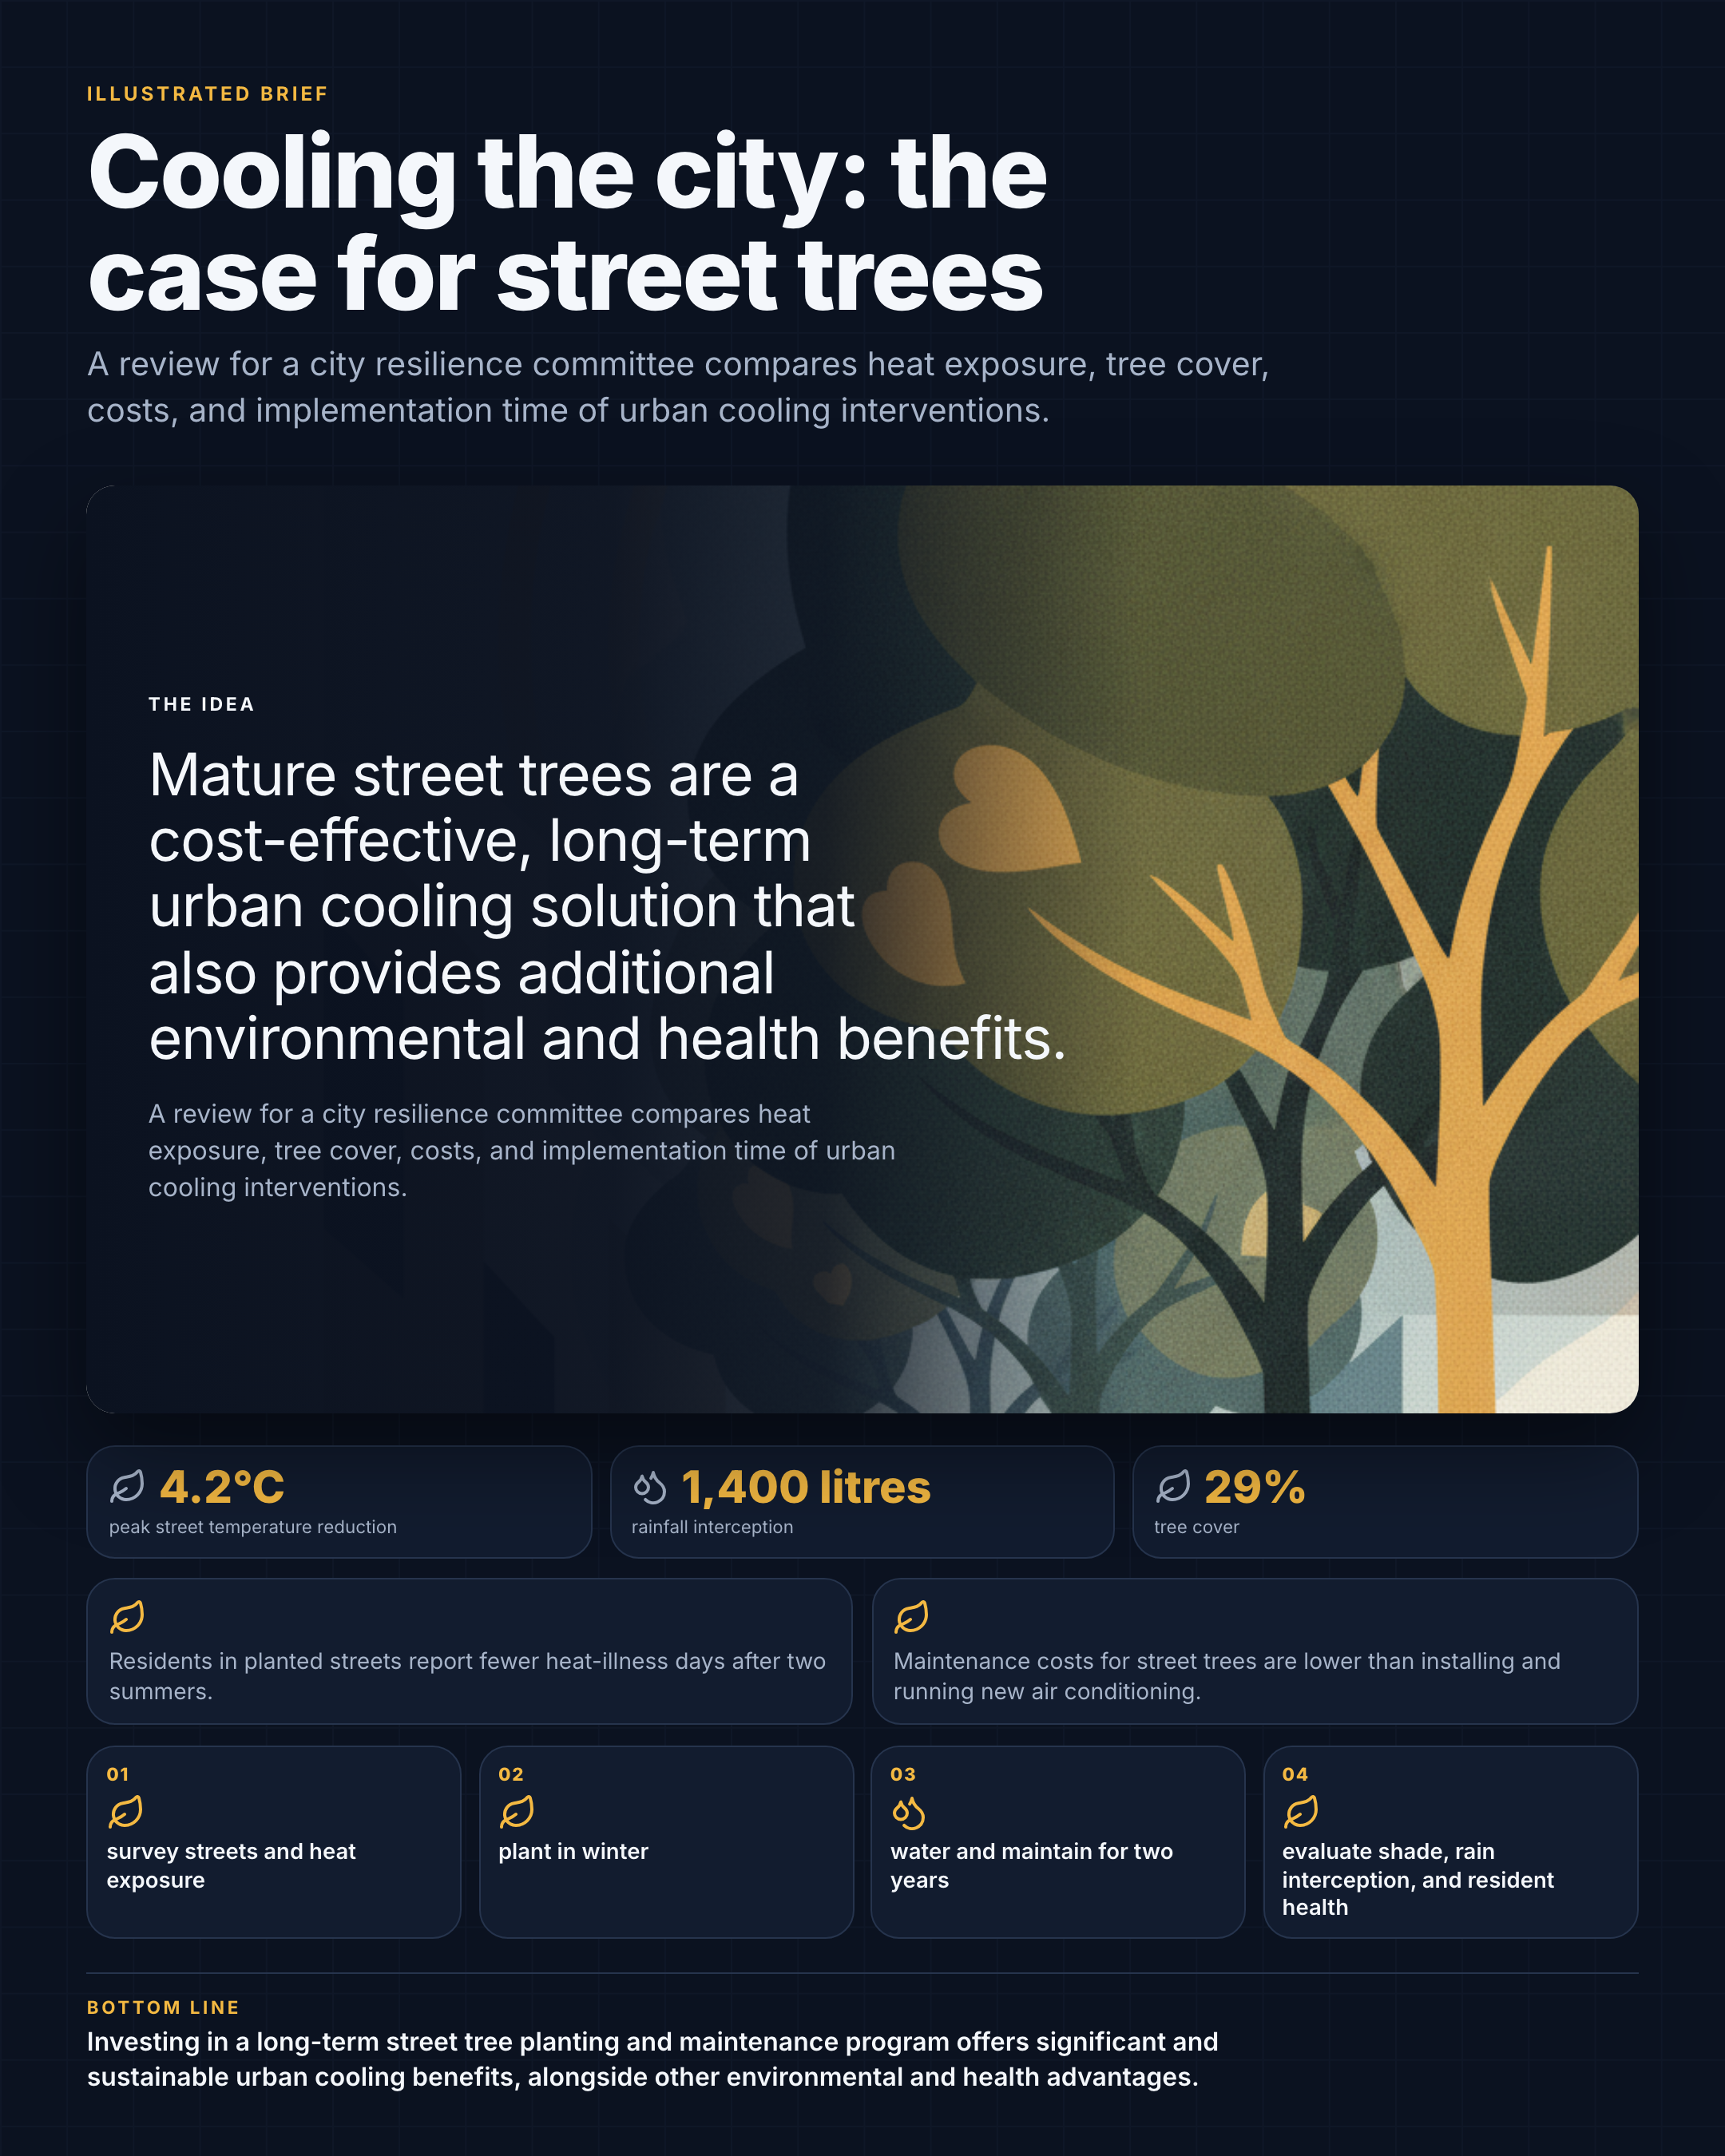 ILLUSTRATED BRIEF
Cooling the city: the
case for street trees
A review for a city resilience committee compares heat exposure, tree cover,
costs, and implementation time of urban cooling interventions.
THE IDEA
Mature street trees are a
cost-effective, long-term
urban cooling solution that
also provides additional
environmental and health benefits.
A review for a city resilience committee compares heat
exposure, tree cover, costs, and implementation time of urban
cooling interventions.
4.2°C
peak street temperature reduction
1,400 litres
rainfall interception
29%
tree cover
Residents in planted streets report fewer heat-illness days after two
summers.
Maintenance costs for street trees are lower than installing and
running new air conditioning.
01
survey streets and heat
exposure
02
plant in winter
03
water and maintain for two
years
04
evaluate shade, rain
interception, and resident
health
BOTTOM LINE
Investing in a long-term street tree planting and maintenance program offers significant and
sustainable urban cooling benefits, alongside other environmental and health advantages.